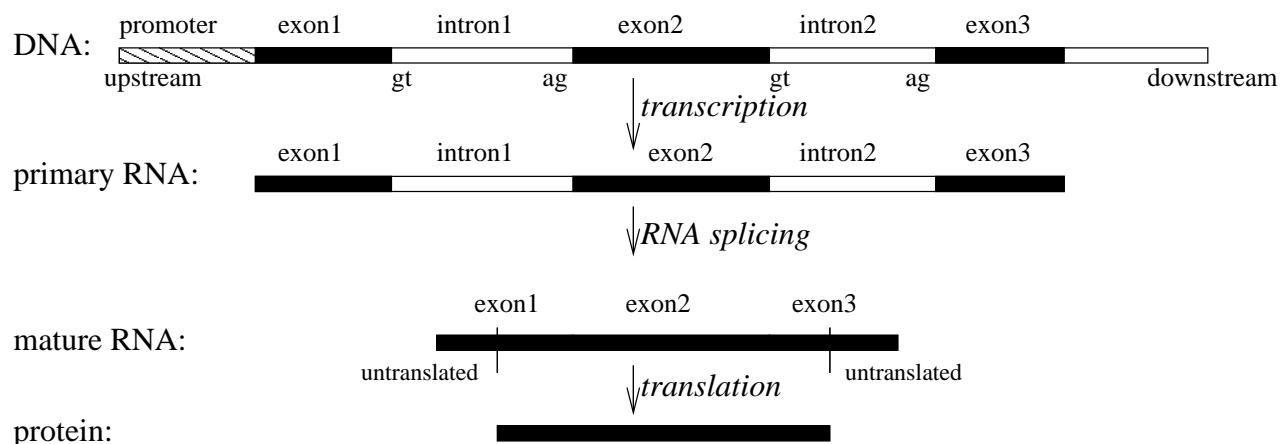 promoter exon1 intron1 exon2 intron2 exon3
DNA:
upstream gt ag gt ag downstream
transcription
exon1 intron1 exon2 intron2 exon3
primary RNA:
RNA splicing
exon1 exon2 exon3
mature RNA:
untranslated translation untranslated
protein: